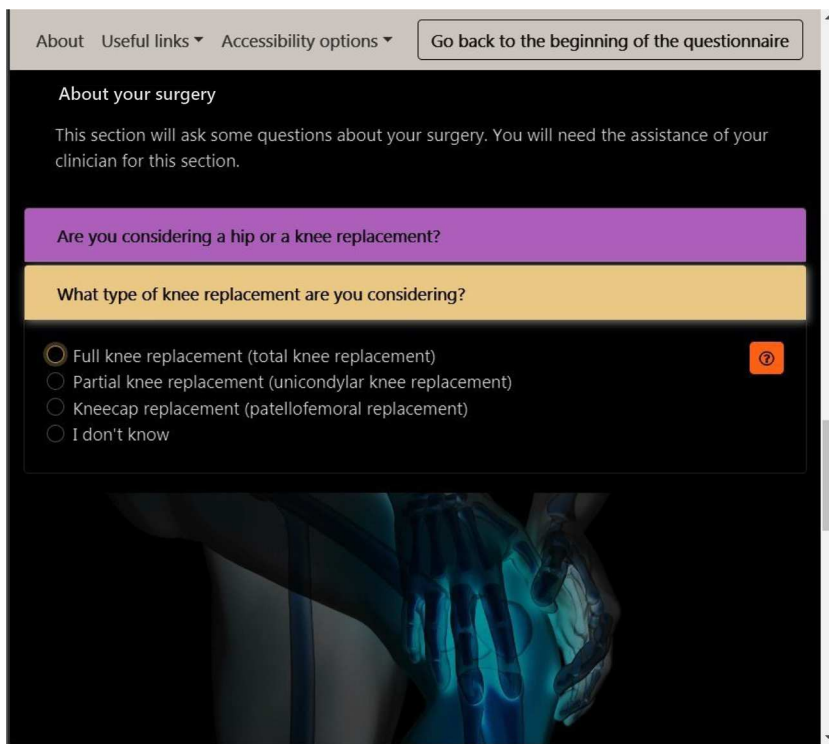 About Useful links Accessibility options Go back to the beginning of the questionnaire
About your surgery
This section will ask some questions about your surgery. You will need the assistance of your
clinician for this section.
Are you considering a hip or a knee replacement?
What type of knee replacement are you considering?
Full knee replacement (total knee replacement)
Partial knee replacement (unicondylar knee replacement)
Kneecap replacement (patellofemoral replacement)
I don't know